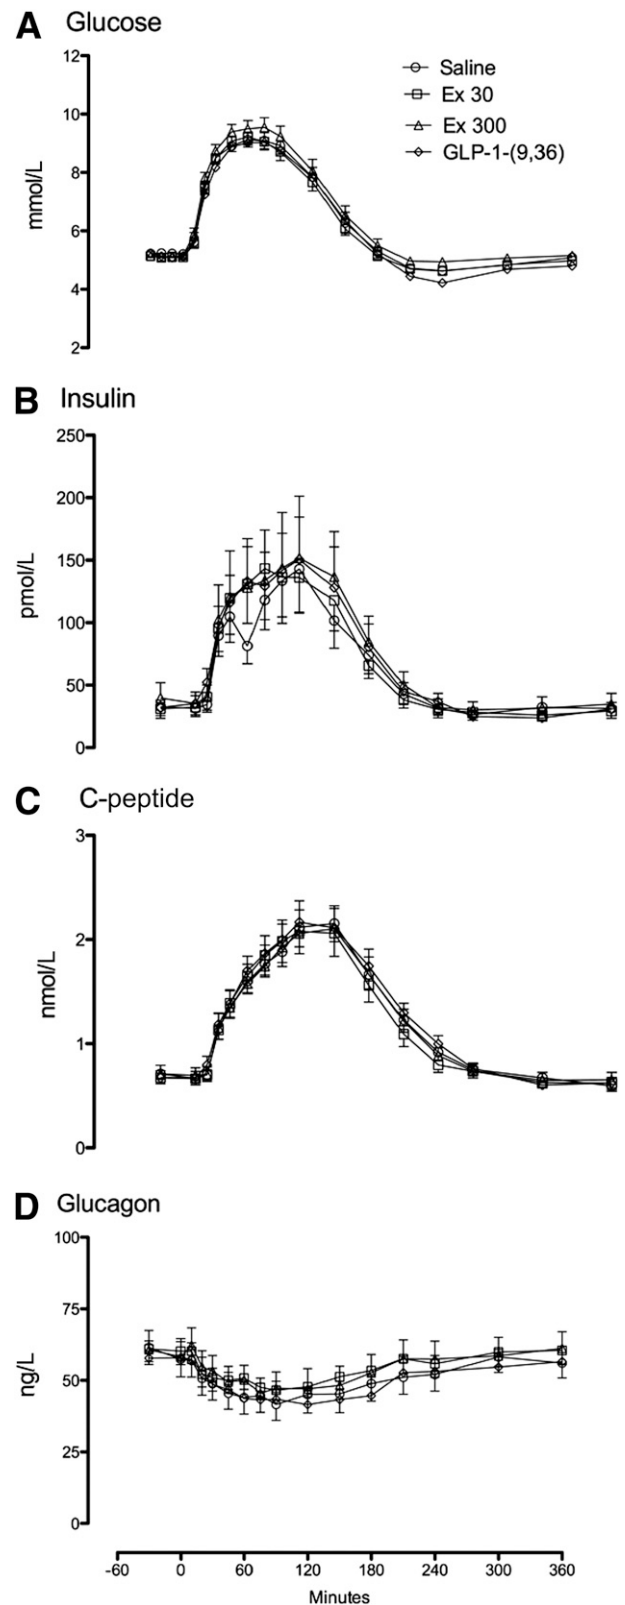 A Glucose
12
10
8
6
4
2
mmol/L
Saline
Ex 30
Ex 300
GLP-1-(9,36)
B Insulin
250
200
150
100
50
0
pmol/L
C C-peptide
3
2
1
0
nmol/L
D Glucagon
100
75
50
25
0
ng/L
-60 0 60 120 180 240 300 360
Minutes